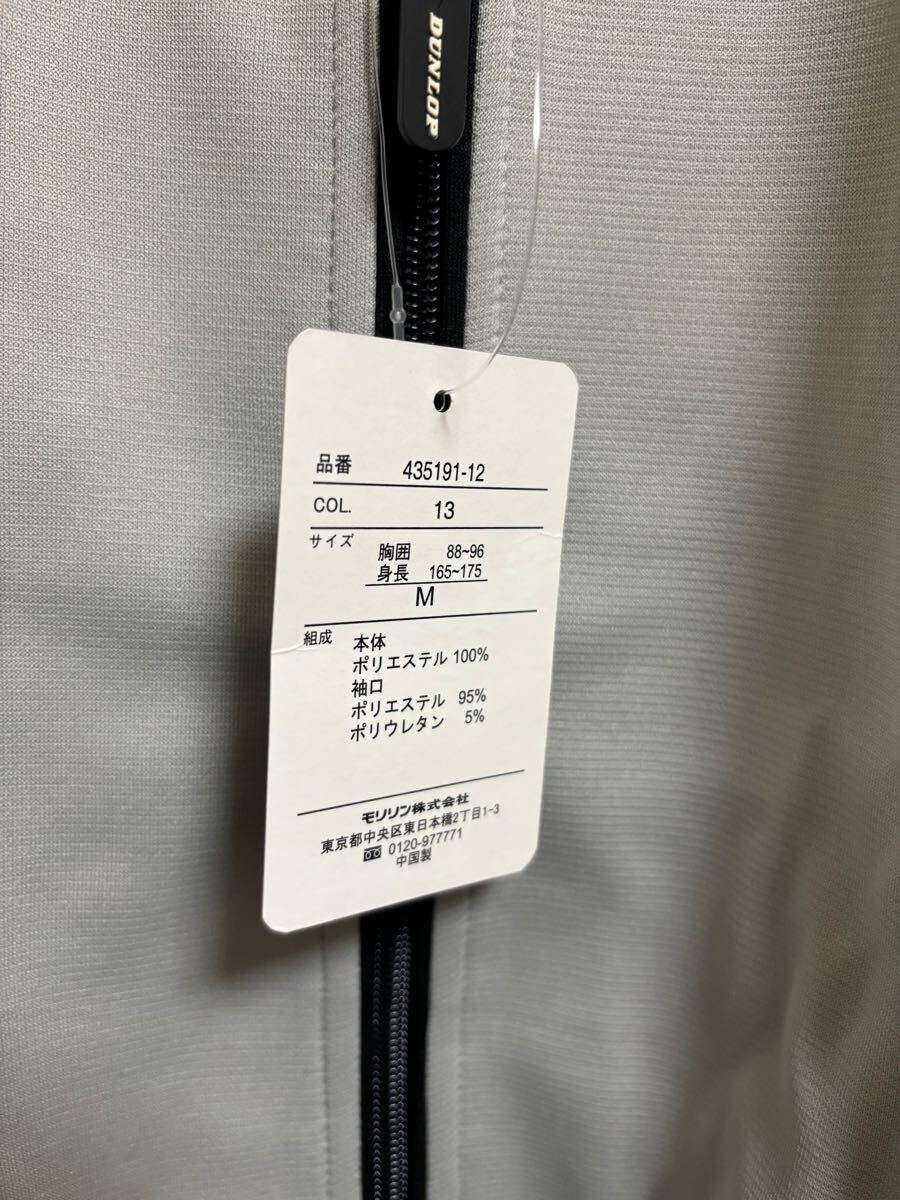 DUNLOP
品番 435191-12
COL. 13
サイズ 胸囲 88~96
身長 165~175
M
組成 本体
ポリエステル 100%
袖口
ポリエステル 95%
ポリウレタン 5%
モリリン株式会社
東京都中央区東日本橋2丁目1-3
0120-977771
中国製